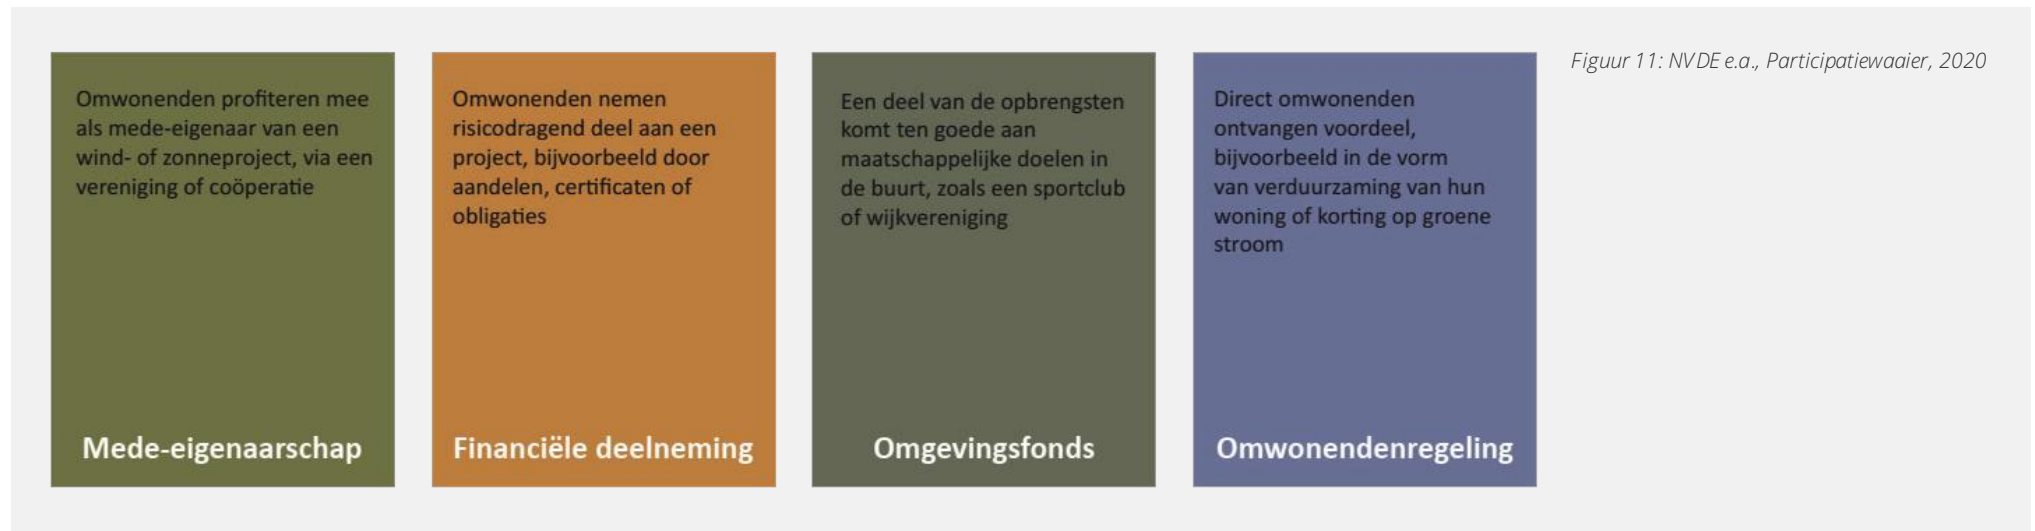 Omwonenden profiteren mee
als mede-eigenaar van een
wind- of zonneproject, via een
vereniging of coöperatie
Mede-eigenaarschap
Omwonenden nemen
risicodragend deel aan een
project, bijvoorbeeld door
aandelen, certificaten of
obligaties
Financiële deelneming
Een deel van de opbrengsten
komt ten goede aan
maatschappelijke doelen in
de buurt, zoals een sportclub
of wijkvereniging
Omgevingsfonds
Direct omwonenden
ontvangen voordeel,
bijvoorbeeld in de vorm
van verduurzaming van hun
woning of korting op groene
stroom
Omwonendenregeling
Figuur 11: NVDE e.a., Participatiewaaier, 2020